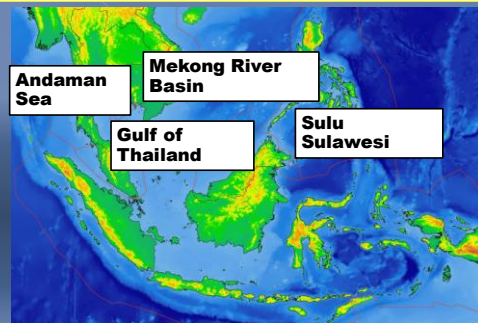 Mekong River
Basin
Andaman
Sea
Gulf of
Thailand
Sulu
Sulawesi